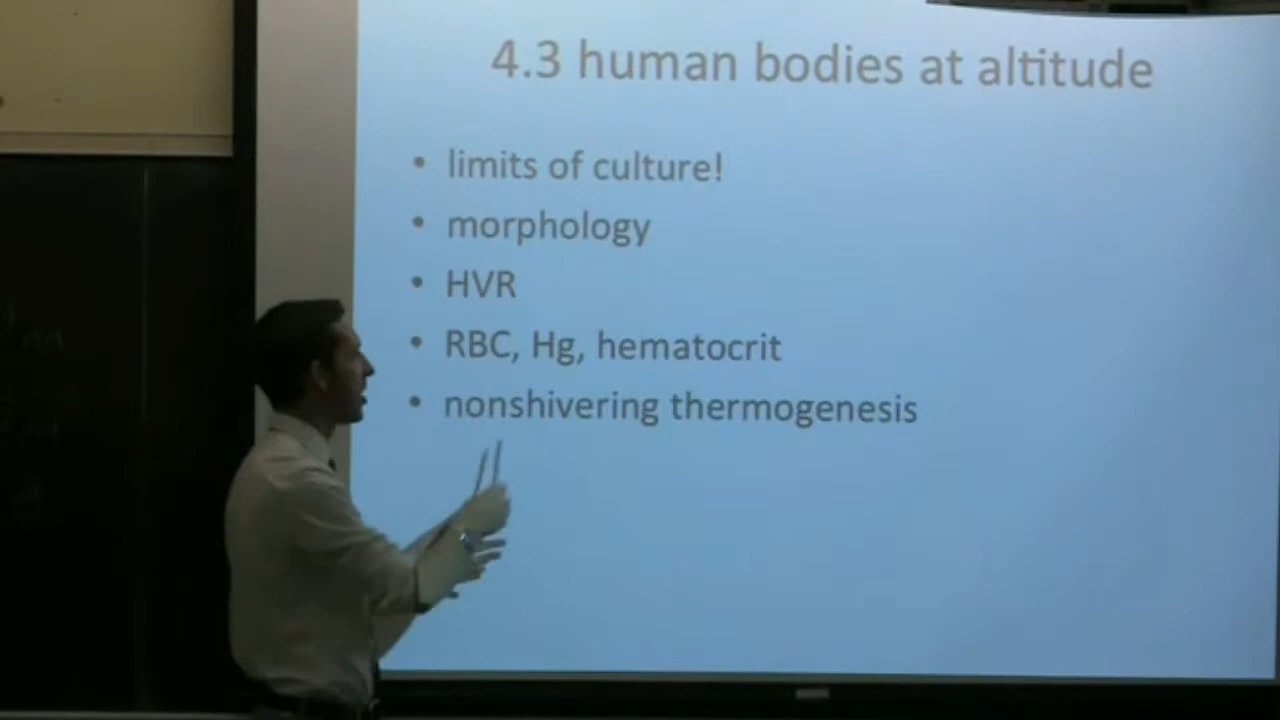 4.3 human bodies at altitude
• limits of culture!
• morphology
• HVR
• RBC, Hg, hematocrit
• nonshivering thermogenesis